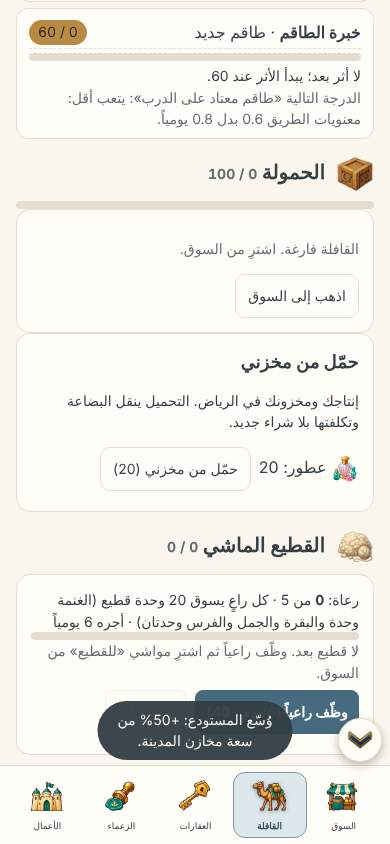 خبرة الطاقم · طاقم جديد
0 / 60
لا أثر بعد؛ يبدأ الأثر عند 60.
الدرجة التالية «طاقم معتاد على الدرب»: يتعب أقل:
معنويات الطريق 0.6 بدل 0.8 يومياً.
الحمولة 0 / 100
القافلة فارغة. اشترِ من السوق.
اذهب إلى السوق
حمّل من مخزني
إنتاجك ومخزونك في الرياض. التحميل ينقل البضاعة
وتكلفتها بلا شراء جديد.
عطور: 20
حمّل من مخزني (20)
القطيع الماشي 0 / 0
رعاة: 0 من 5 · كل راعٍ يسوق 20 وحدة قطيع (الغنمة
وحدة والبقرة والجمل والفرس وحدتان) · أجره 6 يومياً
لا قطيع بعد. وظّف راعياً ثم اشترِ مواشي «للقطيع» من
السوق.
وظّف راعياً
وُسّع المستودع: +50% من
سعة مخازن المدينة.
السوق
القافلة
العقارات
الزعماء
الأعمال